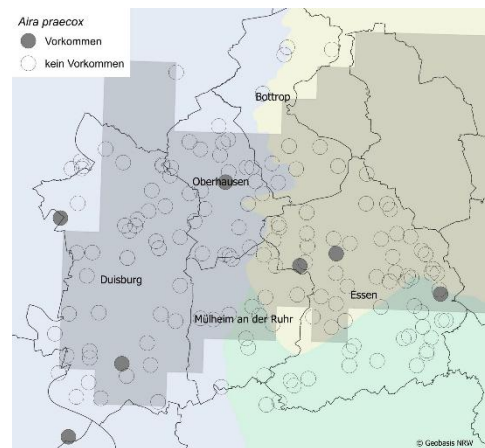 Aira praecox
Vorkommen
kein Vorkommen
Bottrop
Oberhausen
Duisburg
Essen
Mülheim an der Ruhr
© Geobasis NRW